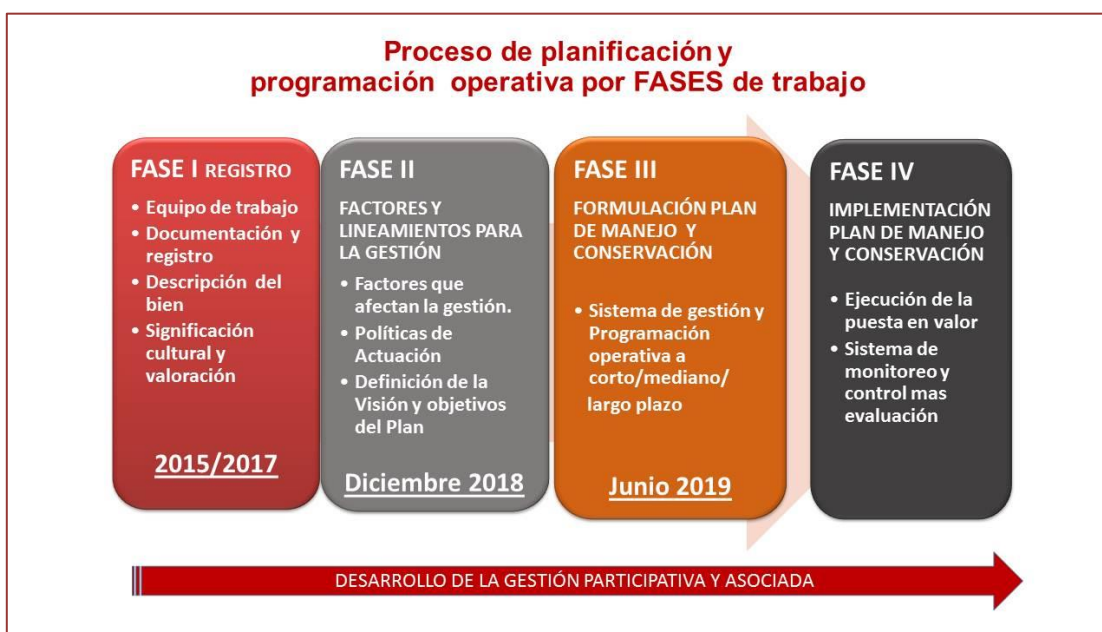 Proceso de planificación y
programación operativa por FASES de trabajo
FASE I REGISTRO
• Equipo de trabajo
• Documentación y
registro
• Descripción del
bien
• Significación
cultural y
valoración
2015/2017
FASE II
FACTORES Y
LINEAMIENTOS PARA
LA GESTIÓN
• Factores que
afectan la gestión.
• Políticas de
Actuación
• Definición de la
Visión y objetivos
del Plan
Diciembre 2018
FASE III
FORMULACIÓN PLAN
DE MANEJO Y
CONSERVACIÓN
• Sistema de gestión y
Programación
operativa a
corto/mediano/
largo plazo
Junio 2019
FASE IV
IMPLEMENTACIÓN
PLAN DE MANEJO
Y CONSERVACIÓN
• Ejecución de la
puesta en valor
• Sistema de
monitoreo y
control mas
evaluación
DESARROLLO DE LA GESTIÓN PARTICIPATIVA Y ASOCIADA